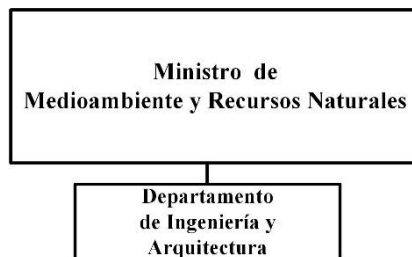 Ministro de
Medioambiente y Recursos Naturales
Departamento
de Ingeniería y
Arquitectura